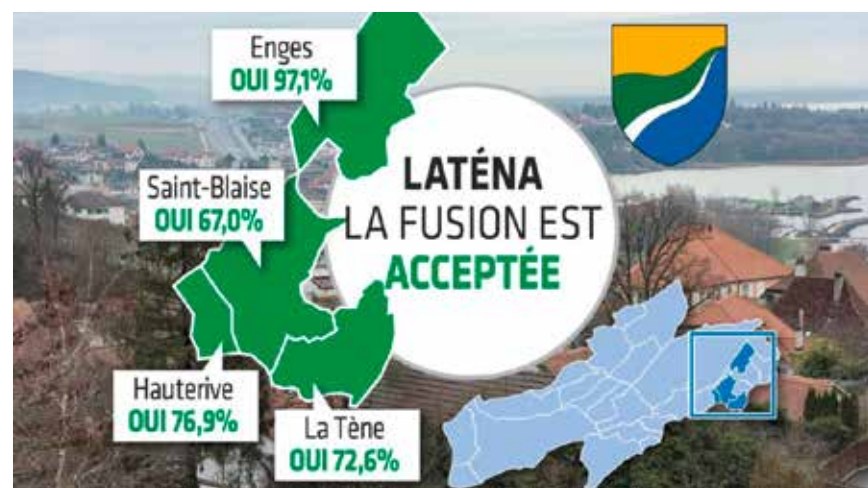 Enges
OUI 97,1%
Saint-Blaise
OUI 67,0%
LATÉNA
LA FUSION EST
ACCEPTÉE
Hauterive
OUI 76,9%
La Tène
OUI 72,6%